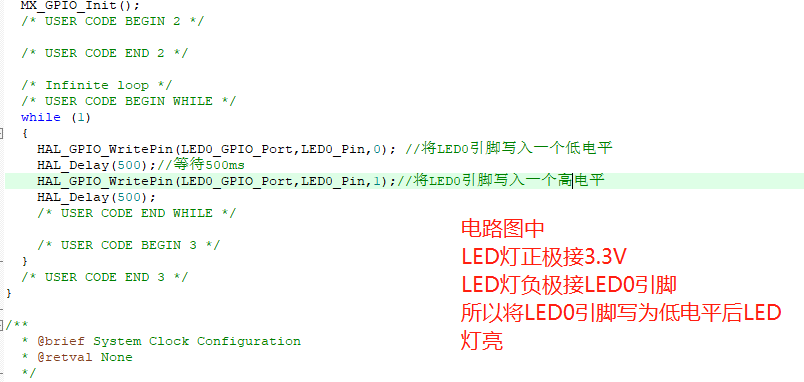 MX_GPIO_Init();
/* USER CODE BEGIN 2 */
/* USER CODE END 2 */
/* Infinite loop */
/* USER CODE BEGIN WHILE */
while (1)
{
HAL_GPIO_WritePin(LED0_GPIO_Port,LED0_Pin,0); //将LED0引脚写入一个低电平
HAL_Delay(500);//等待500ms
HAL_GPIO_WritePin(LED0_GPIO_Port,LED0_Pin,1);//将LED0引脚写入一个高电平
HAL_Delay(500);
/* USER CODE END WHILE */
/* USER CODE BEGIN 3 */
}
/* USER CODE END 3 */
}
/**
* @brief System Clock Configuration
* @retval None
*/
电路图中
LED灯正极接3.3V
LED灯负极接LED0引脚
所以将LED0引脚写为低电平后LED
灯亮